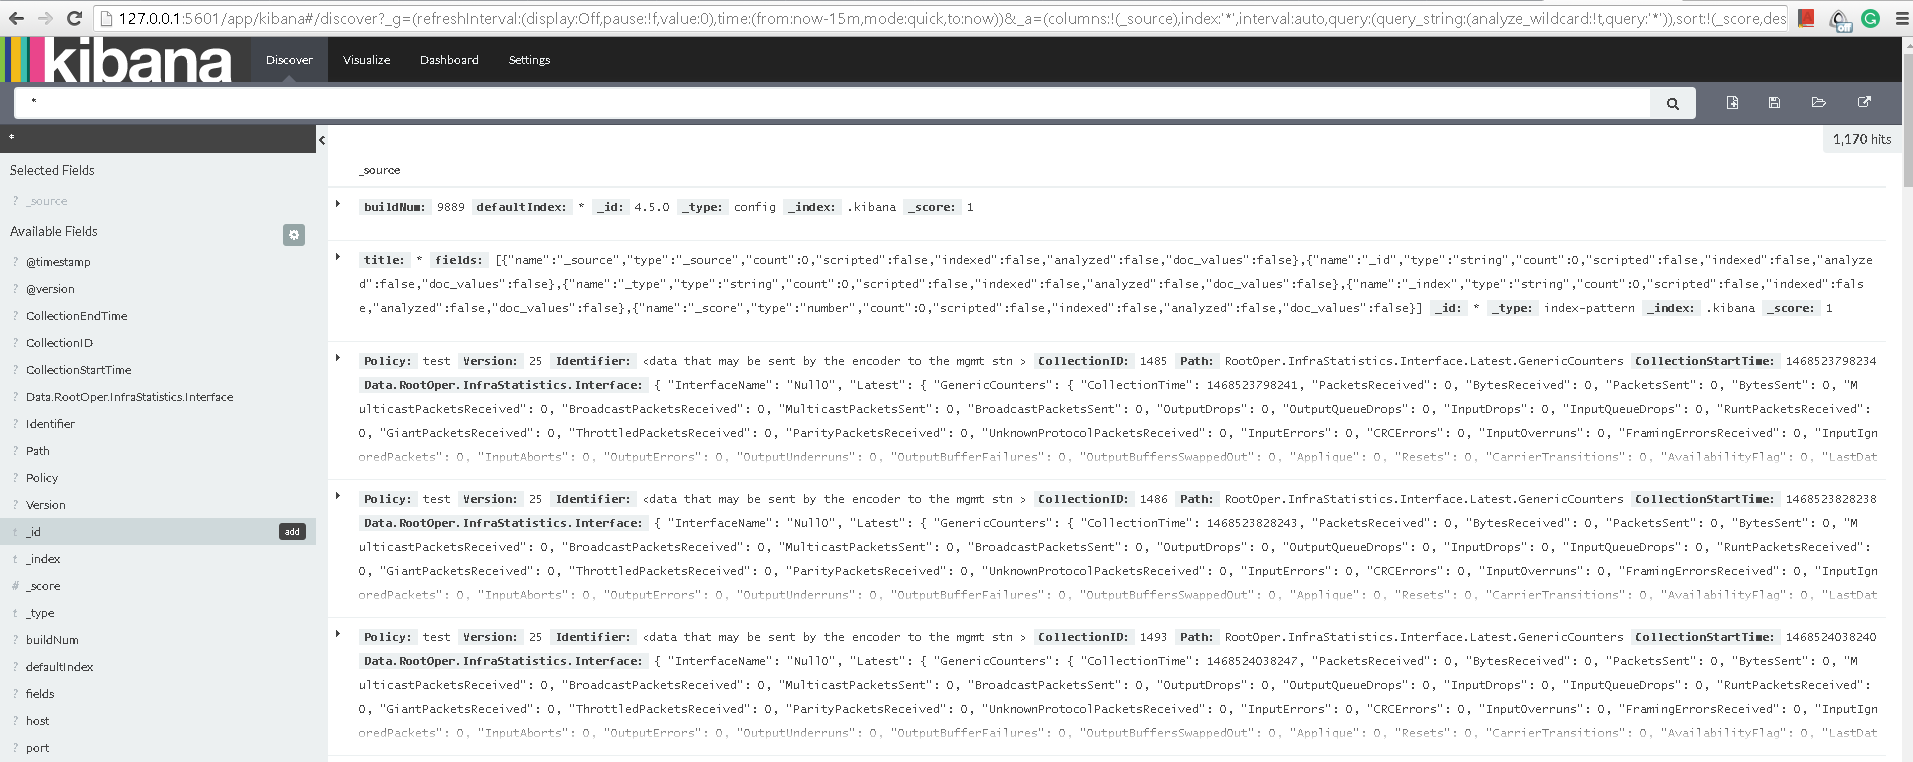 127.0.0.1:5601/app/kibana#/discover?_g=(refreshInterval:(display:Off,pause:!f,value:0),time:(from:now-15m,mode:quick,to:now))&_a=(columns:!(_source),index:'*',interval:auto,query:(query_string:(analyze_wildcard:!t,query:'*')),sort:!(_score,des
off
kibana Discover Visualize Dashboard Settings
*
*
1,170 hits
Selected Fields
? _source
Available Fields
? @timestamp
? @version
? CollectionEndTime
? CollectionID
? CollectionStartTime
? Data.RootOper.InfraStatistics.Interface
? Identifier
? Path
? Policy
? Version
t _id add
t _index
# _score
t _type
? buildNum
? defaultIndex
? fields
? host
? port
_source
buildNum: 9889 defaultIndex: * _id: 4.5.0 _type: config _index: .kibana _score: 1
title: * fields: [{"name":"_source","type":"_source","count":0,"scripted":false,"indexed":false,"analyzed":false,"doc_values":false},{"name":"_id","type":"string","count":0,"scripted":false,"indexed":false,"analyze
d":false,"doc_values":false},{"name":"_type","type":"string","count":0,"scripted":false,"indexed":false,"analyzed":false,"doc_values":false},{"name":"_index","type":"string","count":0,"scripted":false,"indexed":fals
e,"analyzed":false,"doc_values":false},{"name":"_score","type":"number","count":0,"scripted":false,"indexed":false,"analyzed":false,"doc_values":false}] _id: * _type: index-pattern _index: .kibana _score: 1
Policy: test Version: 25 Identifier: <data that may be sent by the encoder to the mgmt stn > CollectionID: 1485 Path: RootOper.InfraStatistics.Interface.Latest.GenericCounters CollectionStartTime: 1468523798234
Data.RootOper.InfraStatistics.Interface: { "InterfaceName": "Null0", "Latest": { "GenericCounters": { "CollectionTime": 1468523798241, "PacketsReceived": 0, "BytesReceived": 0, "PacketsSent": 0, "BytesSent": 0, "M
ulticastPacketsReceived": 0, "BroadcastPacketsReceived": 0, "MulticastPacketsSent": 0, "BroadcastPacketsSent": 0, "OutputDrops": 0, "OutputQueueDrops": 0, "InputDrops": 0, "InputQueueDrops": 0, "RuntPacketsReceived":
0, "GiantPacketsReceived": 0, "ThrottledPacketsReceived": 0, "ParityPacketsReceived": 0, "UnknownProtocolPacketsReceived": 0, "InputErrors": 0, "CRCErrors": 0, "InputOverruns": 0, "FramingErrorsReceived": 0, "InputIgn
oredPackets": 0, "InputAborts": 0, "OutputErrors": 0, "OutputUnderruns": 0, "OutputBufferFailures": 0, "OutputBuffersSwappedOut": 0, "Applique": 0, "Resets": 0, "CarrierTransitions": 0, "AvailabilityFlag": 0, "LastDat
Policy: test Version: 25 Identifier: <data that may be sent by the encoder to the mgmt stn > CollectionID: 1486 Path: RootOper.InfraStatistics.Interface.Latest.GenericCounters CollectionStartTime: 1468523828238
Data.RootOper.InfraStatistics.Interface: { "InterfaceName": "Null0", "Latest": { "GenericCounters": { "CollectionTime": 1468523828243, "PacketsReceived": 0, "BytesReceived": 0, "PacketsSent": 0, "BytesSent": 0, "M
ulticastPacketsReceived": 0, "BroadcastPacketsReceived": 0, "MulticastPacketsSent": 0, "BroadcastPacketsSent": 0, "OutputDrops": 0, "OutputQueueDrops": 0, "InputDrops": 0, "InputQueueDrops": 0, "RuntPacketsReceived":
0, "GiantPacketsReceived": 0, "ThrottledPacketsReceived": 0, "ParityPacketsReceived": 0, "UnknownProtocolPacketsReceived": 0, "InputErrors": 0, "CRCErrors": 0, "InputOverruns": 0, "FramingErrorsReceived": 0, "InputIgn
oredPackets": 0, "InputAborts": 0, "OutputErrors": 0, "OutputUnderruns": 0, "OutputBufferFailures": 0, "OutputBuffersSwappedOut": 0, "Applique": 0, "Resets": 0, "CarrierTransitions": 0, "AvailabilityFlag": 0, "LastDat
Policy: test Version: 25 Identifier: <data that may be sent by the encoder to the mgmt stn > CollectionID: 1493 Path: RootOper.InfraStatistics.Interface.Latest.GenericCounters CollectionStartTime: 1468524038240
Data.RootOper.InfraStatistics.Interface: { "InterfaceName": "Null0", "Latest": { "GenericCounters": { "CollectionTime": 1468524038247, "PacketsReceived": 0, "BytesReceived": 0, "PacketsSent": 0, "BytesSent": 0, "M
ulticastPacketsReceived": 0, "BroadcastPacketsReceived": 0, "MulticastPacketsSent": 0, "BroadcastPacketsSent": 0, "OutputDrops": 0, "OutputQueueDrops": 0, "InputDrops": 0, "InputQueueDrops": 0, "RuntPacketsReceived":
0, "GiantPacketsReceived": 0, "ThrottledPacketsReceived": 0, "ParityPacketsReceived": 0, "UnknownProtocolPacketsReceived": 0, "InputErrors": 0, "CRCErrors": 0, "InputOverruns": 0, "FramingErrorsReceived": 0, "InputIgn
oredPackets": 0, "InputAborts": 0, "OutputErrors": 0, "OutputUnderruns": 0, "OutputBufferFailures": 0, "OutputBuffersSwappedOut": 0, "Applique": 0, "Resets": 0, "CarrierTransitions": 0, "AvailabilityFlag": 0, "LastDat